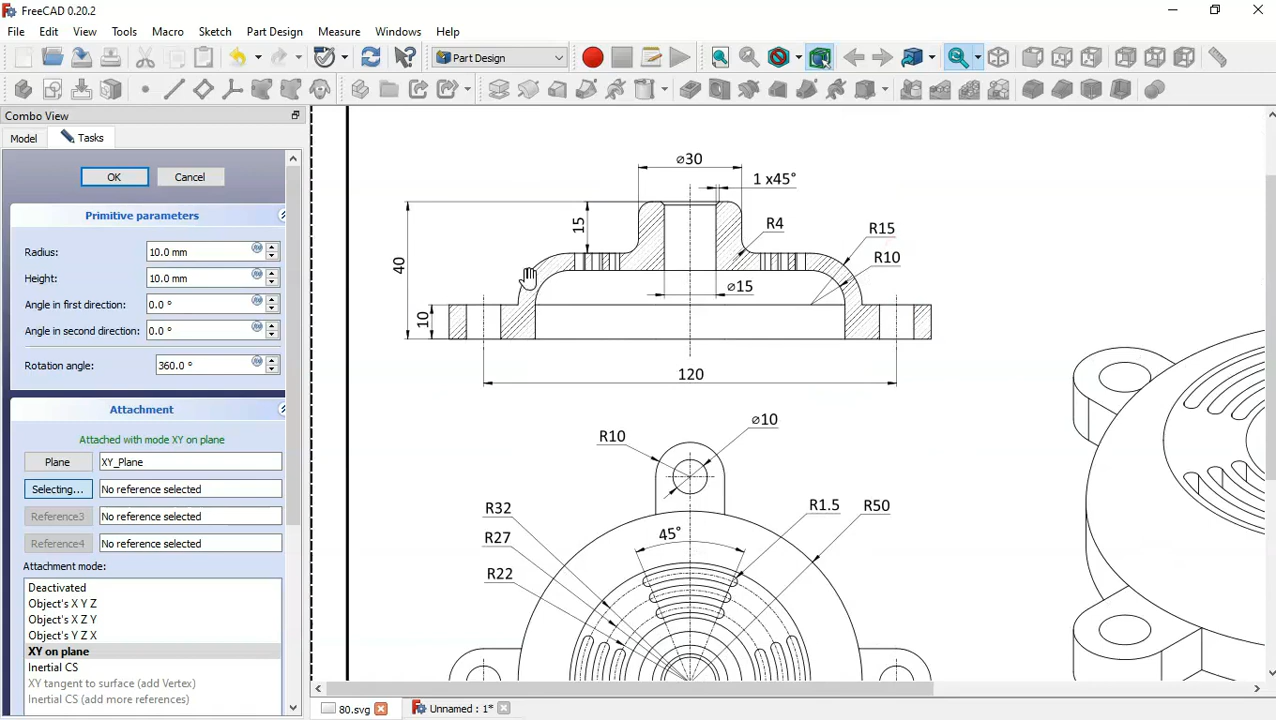 FreeCAD 0.20.2
File Edit View Tools Macro Sketch Part Design Measure Windows Help
Part Design
Combo View
Model Tasks
OK Cancel
Primitive parameters
Radius: 10.0 mm
Height: 10.0 mm
Angle in first direction: 0.0 °
Angle in second direction: 0.0 °
Rotation angle: 360.0 °
Attachment
Attached with mode XY on plane
Plane XY_Plane
Selecting... No reference selected
Reference3 No reference selected
Reference4 No reference selected
Attachment mode:
Deactivated
Object's X Y Z
Object's X Z Y
Object's Y Z X
XY on plane
Inertial CS
XY tangent to surface (add Vertex)
Inertial CS (add more references)
⌀30
1 x45°
15
R4
R15
R10
40
⌀15
10
120
⌀10
R10
R32
R1.5
R50
45°
R27
R22
80.svg
Unnamed : 1*